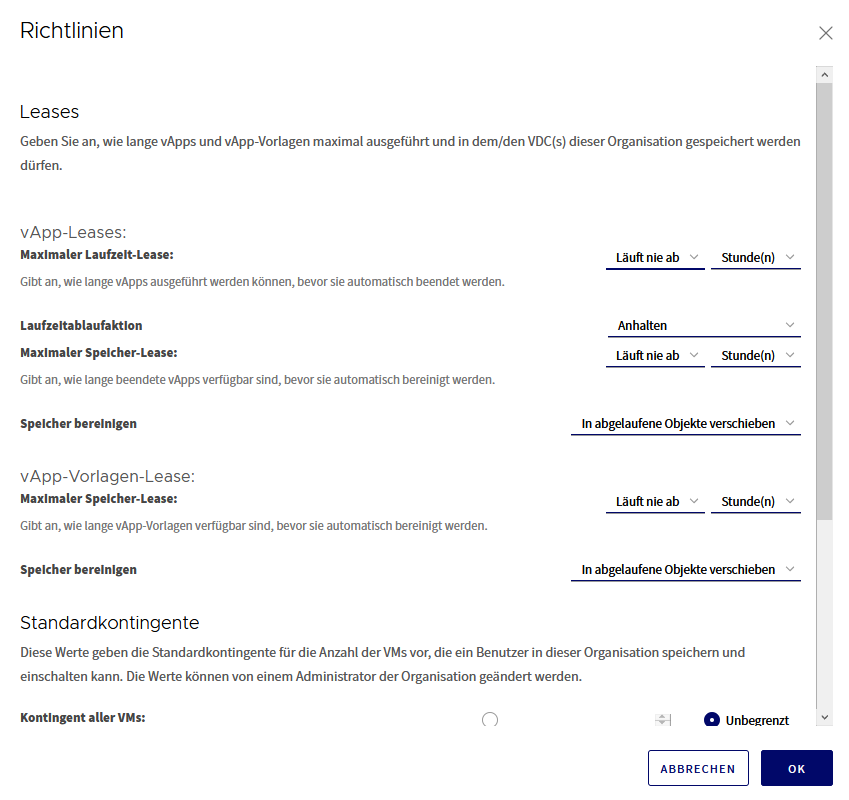 Richtlinien
Leases
Geben Sie an, wie lange vApps und vApp-Vorlagen maximal ausgeführt und in dem/den VDC(s) dieser Organisation gespeichert werden
dürfen.
vApp-Leases:
Maximaler Laufzeit-Lease:
Läuft nie ab Stunde(n)
Gibt an, wie lange vApps ausgeführt werden können, bevor sie automatisch beendet werden.
Laufzeitablaufaktion
Anhalten
Maximaler Speicher-Lease:
Läuft nie ab Stunde(n)
Gibt an, wie lange beendete vApps verfügbar sind, bevor sie automatisch bereinigt werden.
Speicher bereinigen
In abgelaufene Objekte verschieben
vApp-Vorlagen-Lease:
Maximaler Speicher-Lease:
Läuft nie ab Stunde(n)
Gibt an, wie lange vApp-Vorlagen verfügbar sind, bevor sie automatisch bereinigt werden.
Speicher bereinigen
In abgelaufene Objekte verschieben
Standardkontingente
Diese Werte geben die Standardkontingente für die Anzahl der VMs vor, die ein Benutzer in dieser Organisation speichern und
einschalten kann. Die Werte können von einem Administrator der Organisation geändert werden.
Kontingent aller VMs:
Unbegrenzt
ABBRECHEN OK